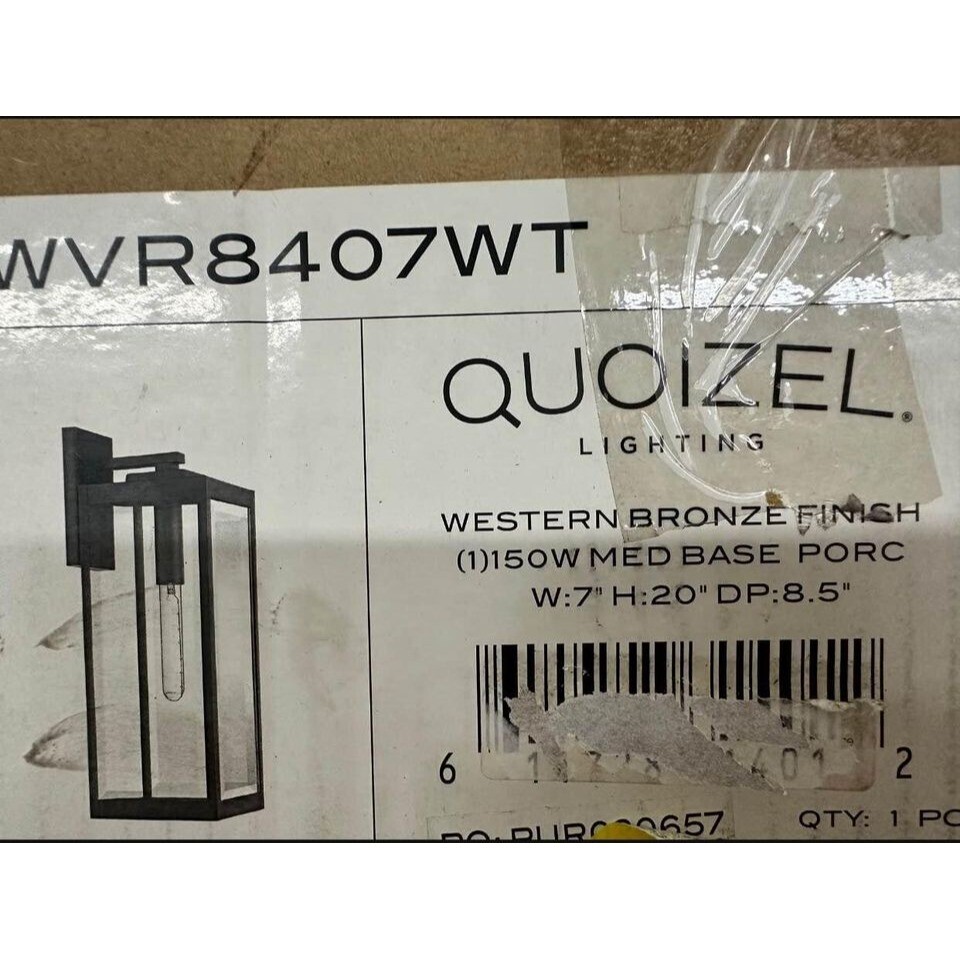 WVR8407WT
QUOIZEL®
LIGHTING
WESTERN BRONZE FINISH
(1)150W MED BASE PORC
W:7" H:20" DP:8.5"
6 2
QTY: 1 PC